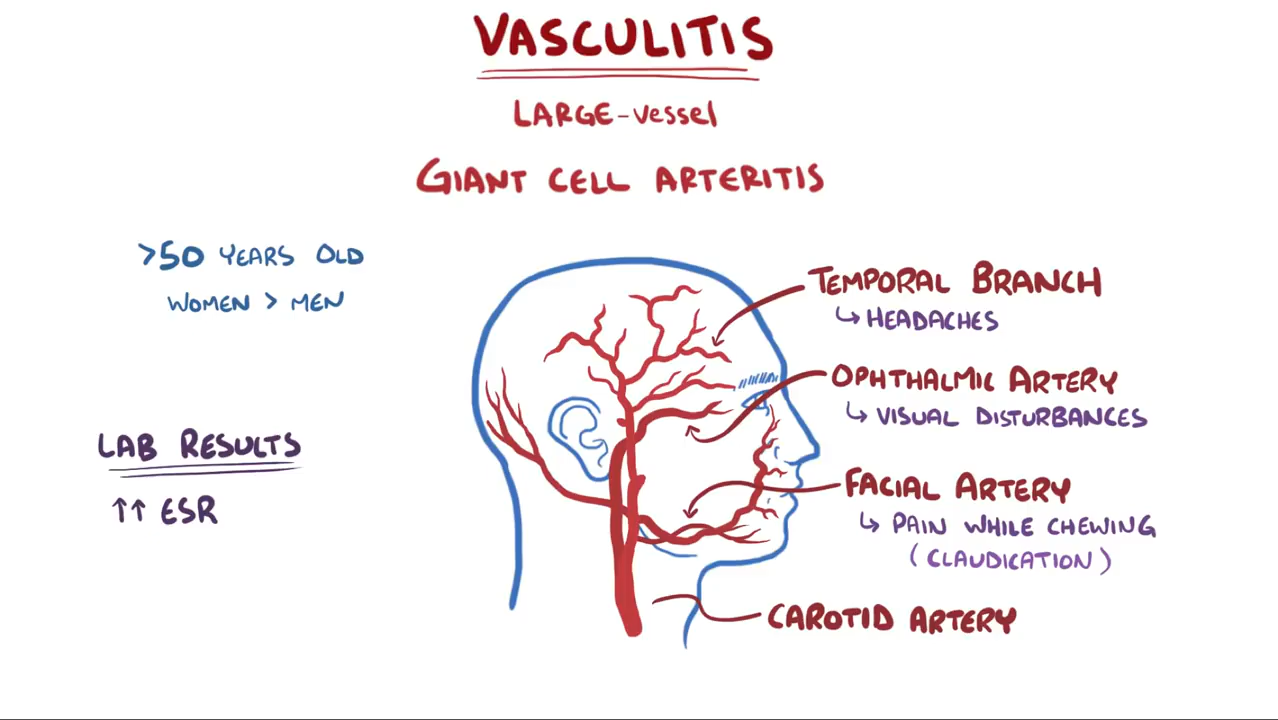 VASCULITIS
LARGE-vessel
GIANT CELL ARTERITIS
>50 YEARS OLD
WOMEN > MEN
LAB RESULTS
↑↑ ESR
TEMPORAL BRANCH
↳ HEADACHES
OPHTHALMIC ARTERY
↳ VISUAL DISTURBANCES
FACIAL ARTERY
↳ PAIN WHILE CHEWING
(CLAUDICATION)
CAROTID ARTERY